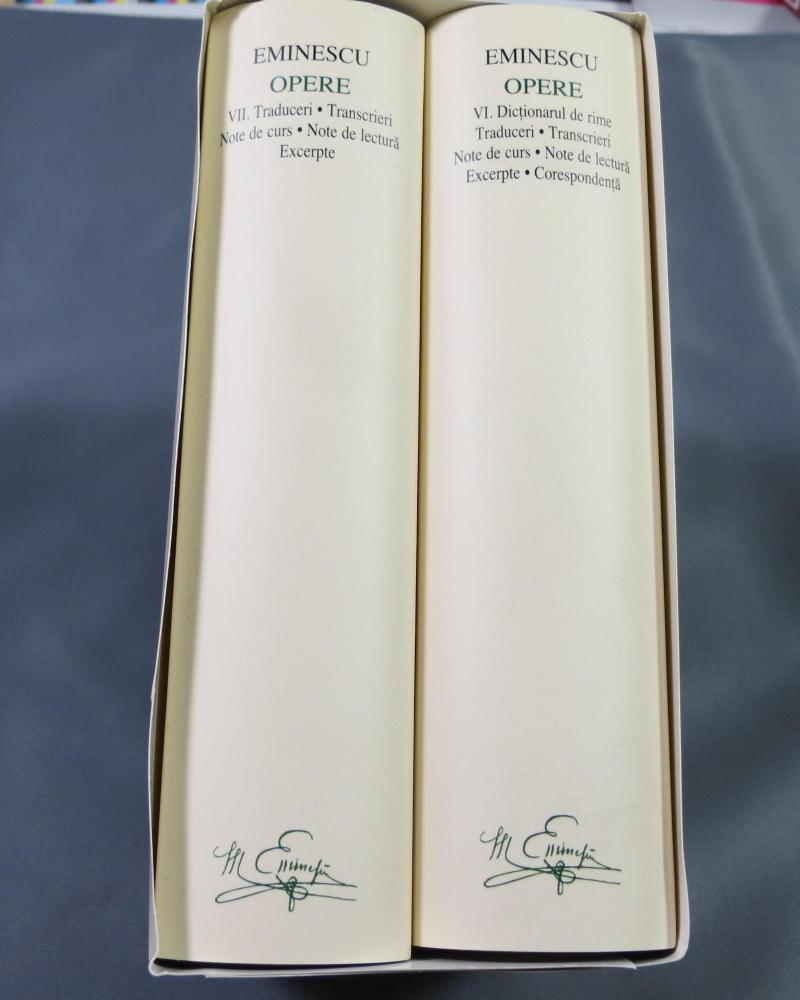 EMINESCU
OPERE
VII. Traduceri • Transcrieri
Note de curs • Note de lectură
Excerpte
M Eminescu
EMINESCU
OPERE
VI. Dicționarul de rime
Traduceri • Transcrieri
Note de curs • Note de lectură
Excerpte • Corespondență
M Eminescu